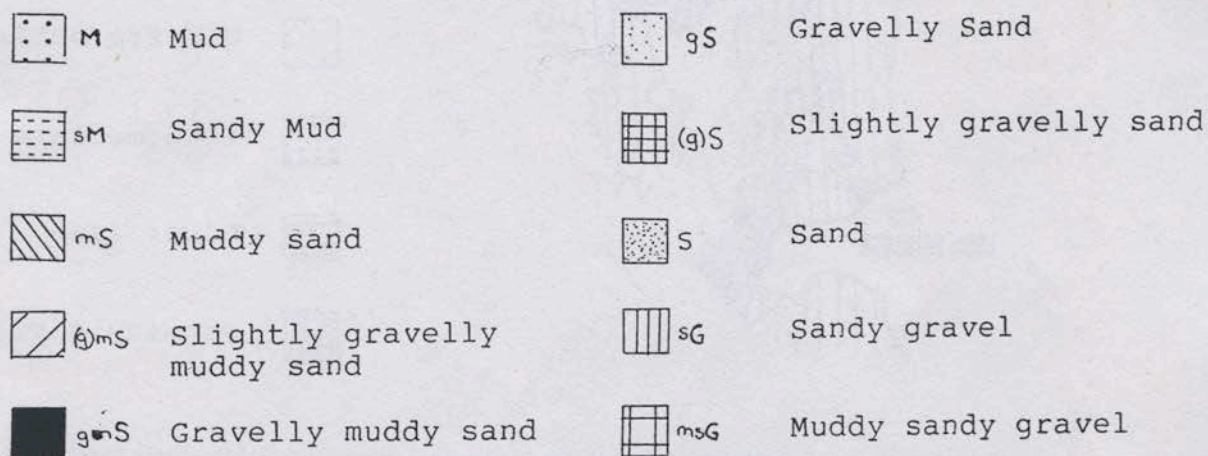 M Mud
sM Sandy Mud
mS Muddy sand
(g)mS Slightly gravelly
muddy sand
gmS Gravelly muddy sand
gS Gravelly Sand
(g)S Slightly gravelly sand
S Sand
sG Sandy gravel
msG Muddy sandy gravel